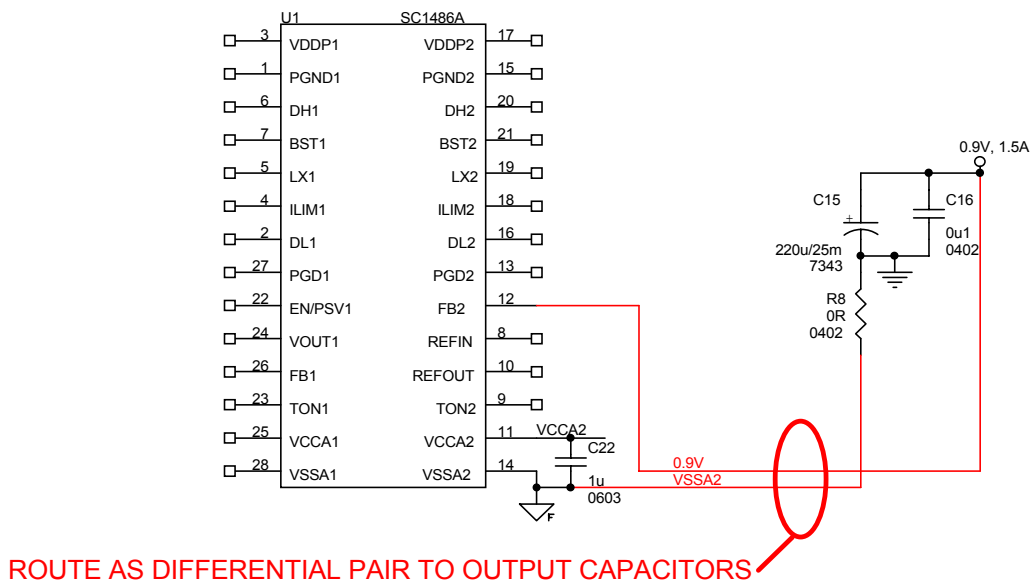 U1 SC1486A
3 VDDP1 VDDP2 17
1 PGND1 PGND2 15
6 DH1 DH2 20
7 BST1 BST2 21
5 LX1 LX2 19
4 ILIM1 ILIM2 18
2 DL1 DL2 16
27 PGD1 PGD2 13
22 EN/PSV1 FB2 12
24 VOUT1 REFIN 8
26 FB1 REFOUT 10
23 TON1 TON2 9
25 VCCA1 VCCA2 11
28 VSSA1 VSSA2 14
VCCA2
C22
1u
0603
F
0.9V
VSSA2
0.9V, 1.5A
C15
+
220u/25m
7343
C16
0u1
0402
R8
0R
0402
ROUTE AS DIFFERENTIAL PAIR TO OUTPUT CAPACITORS